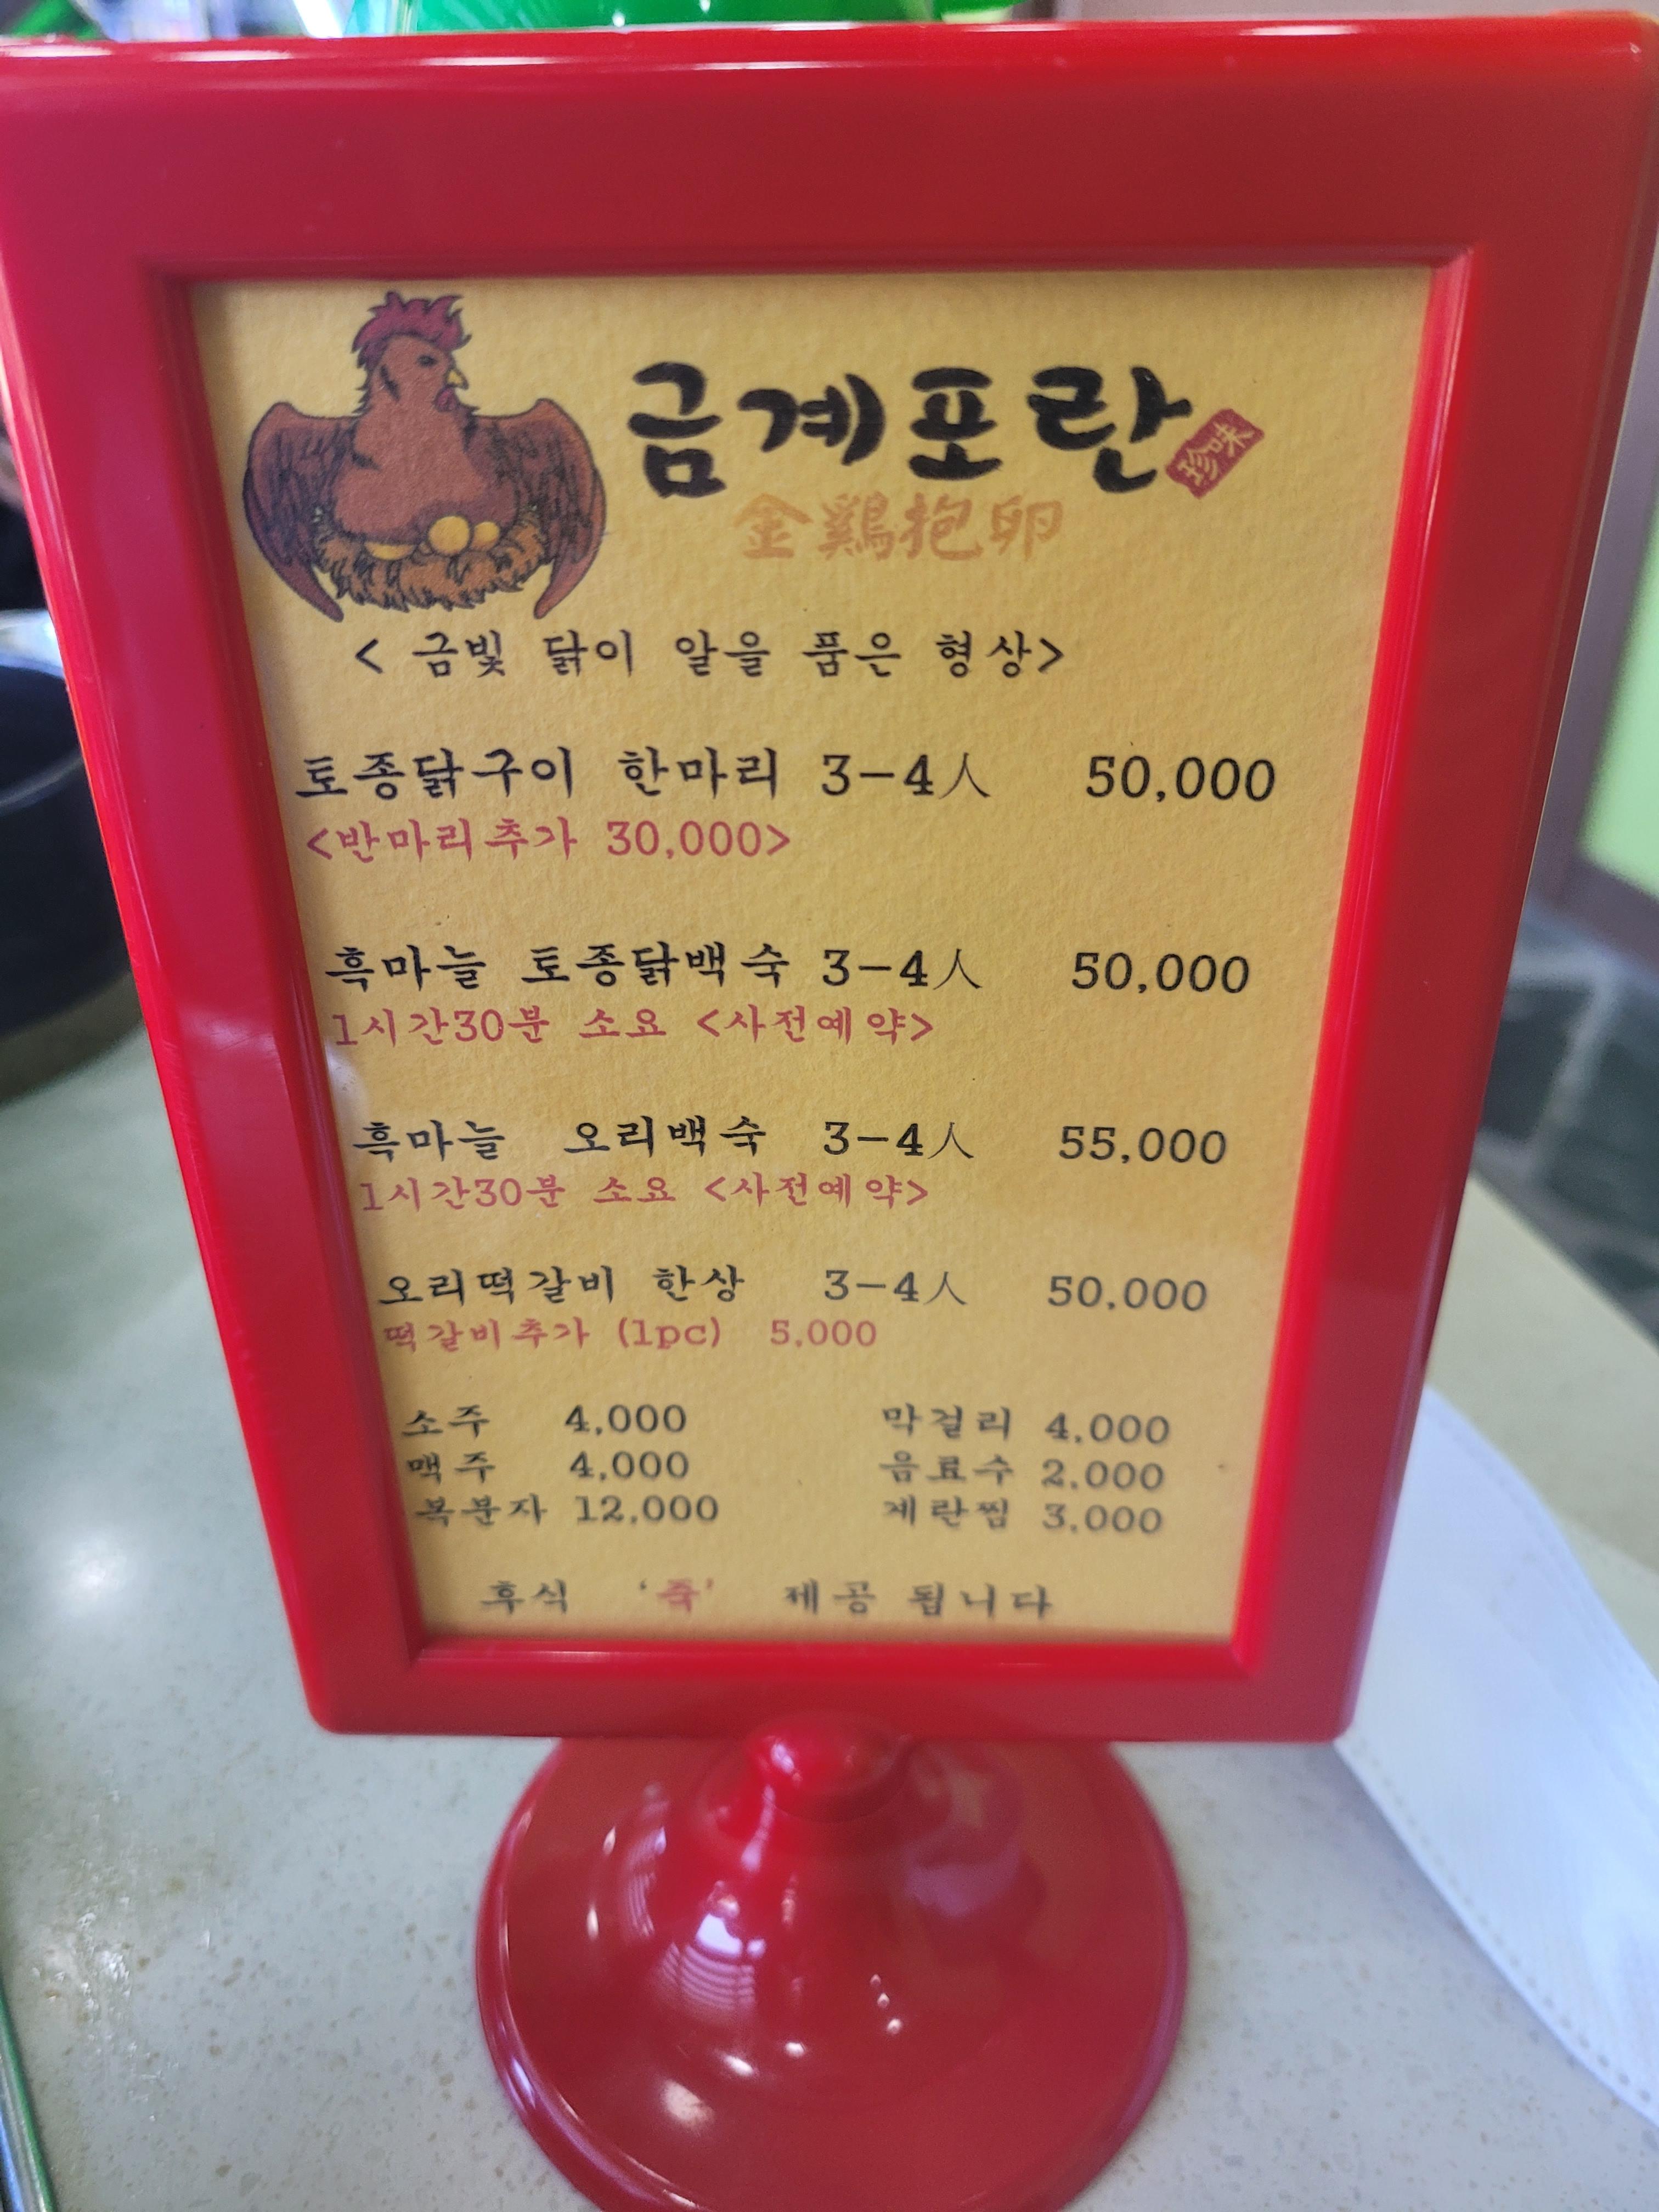 금계포란
珍味
金鷄抱卵
< 금빛 닭이 알을 품은 형상>
토종닭구이 한마리 3-4人 50,000
<반마리추가 30,000>
흑마늘 토종닭백숙 3-4人 50,000
1시간30분 소요 <사전예약>
흑마늘 오리백숙 3-4人 55,000
1시간30분 소요 <사전예약>
오리떡갈비 한상 3-4人 50,000
떡갈비추가 (1pc) 5,000
소주 4,000 막걸리 4,000
맥주 4,000 음료수 2,000
복분자 12,000 계란찜 3,000
후식 '죽' 제공 됩니다